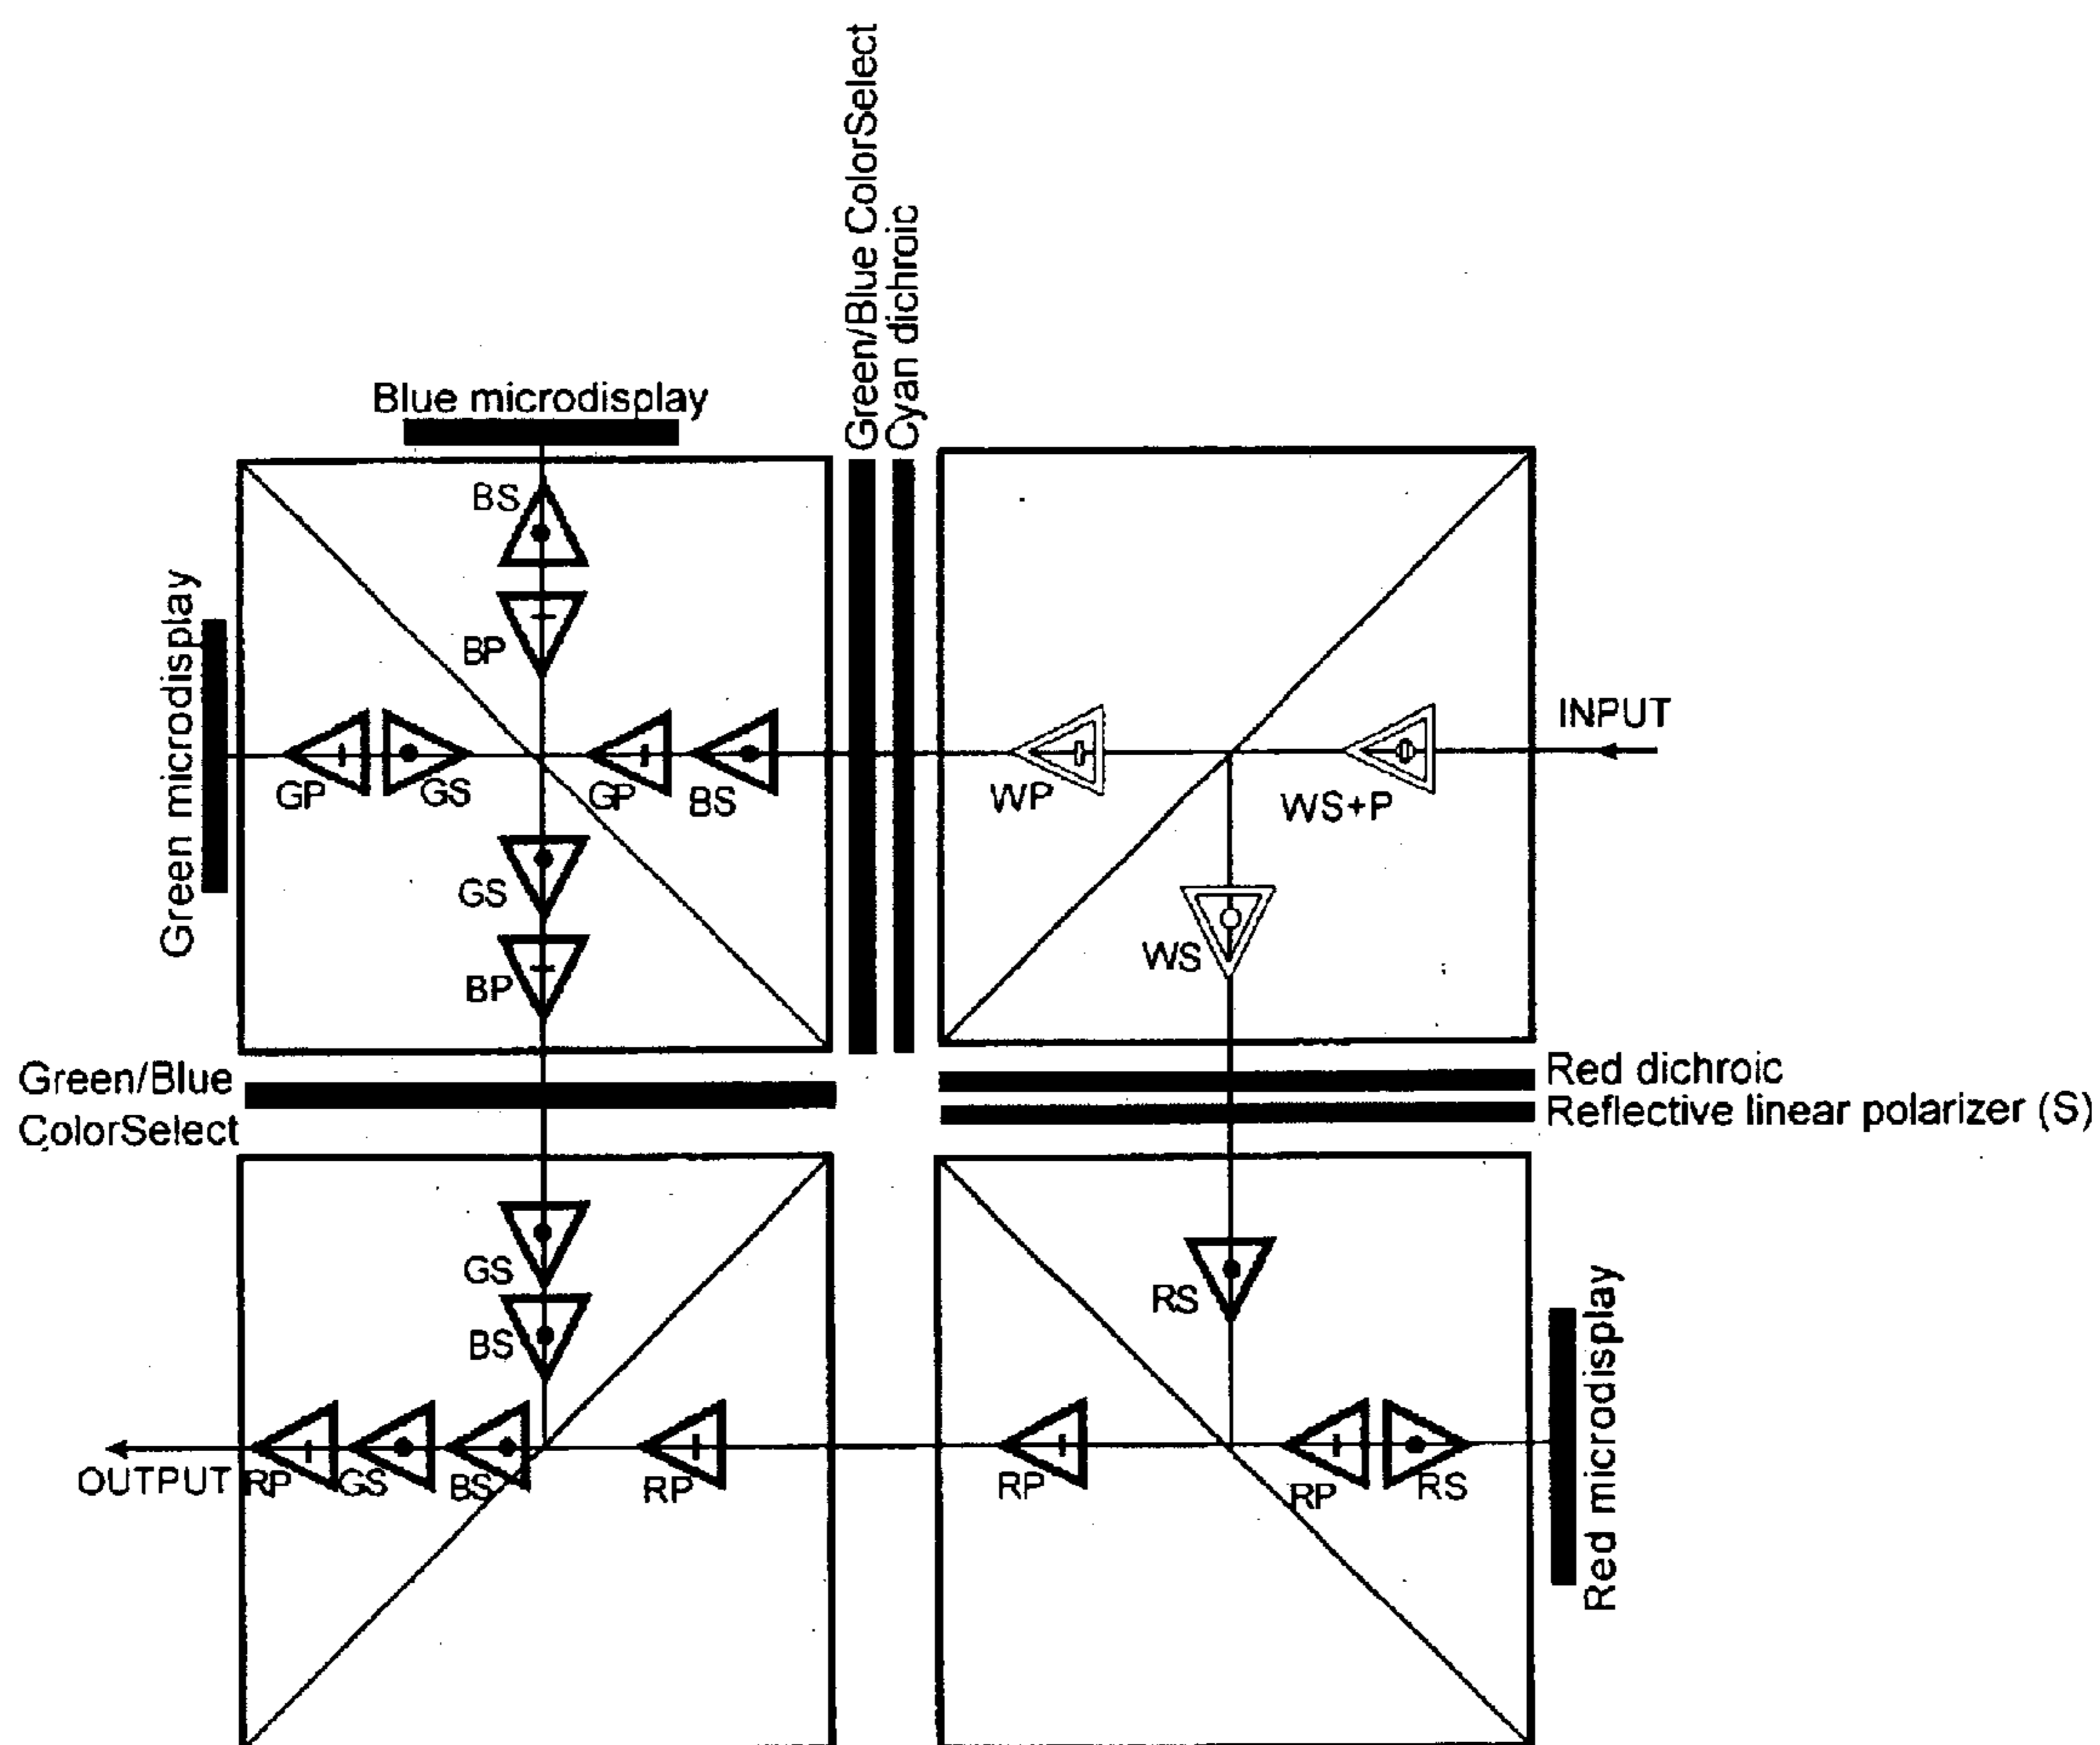 Green/Blue ColorSelect
Cyan dichroic
Blue microdisplay
BS
BP
Green microdisplay
GP
GS
GP
BS
WP
WS+P
INPUT
GS
BP
WS
Green/Blue
ColorSelect
Red dichroic
Reflective linear polarizer (S)
GS
BS
RS
Red microdisplay
OUTPUT
RP
GS
BS
RP
RP
RP
RS